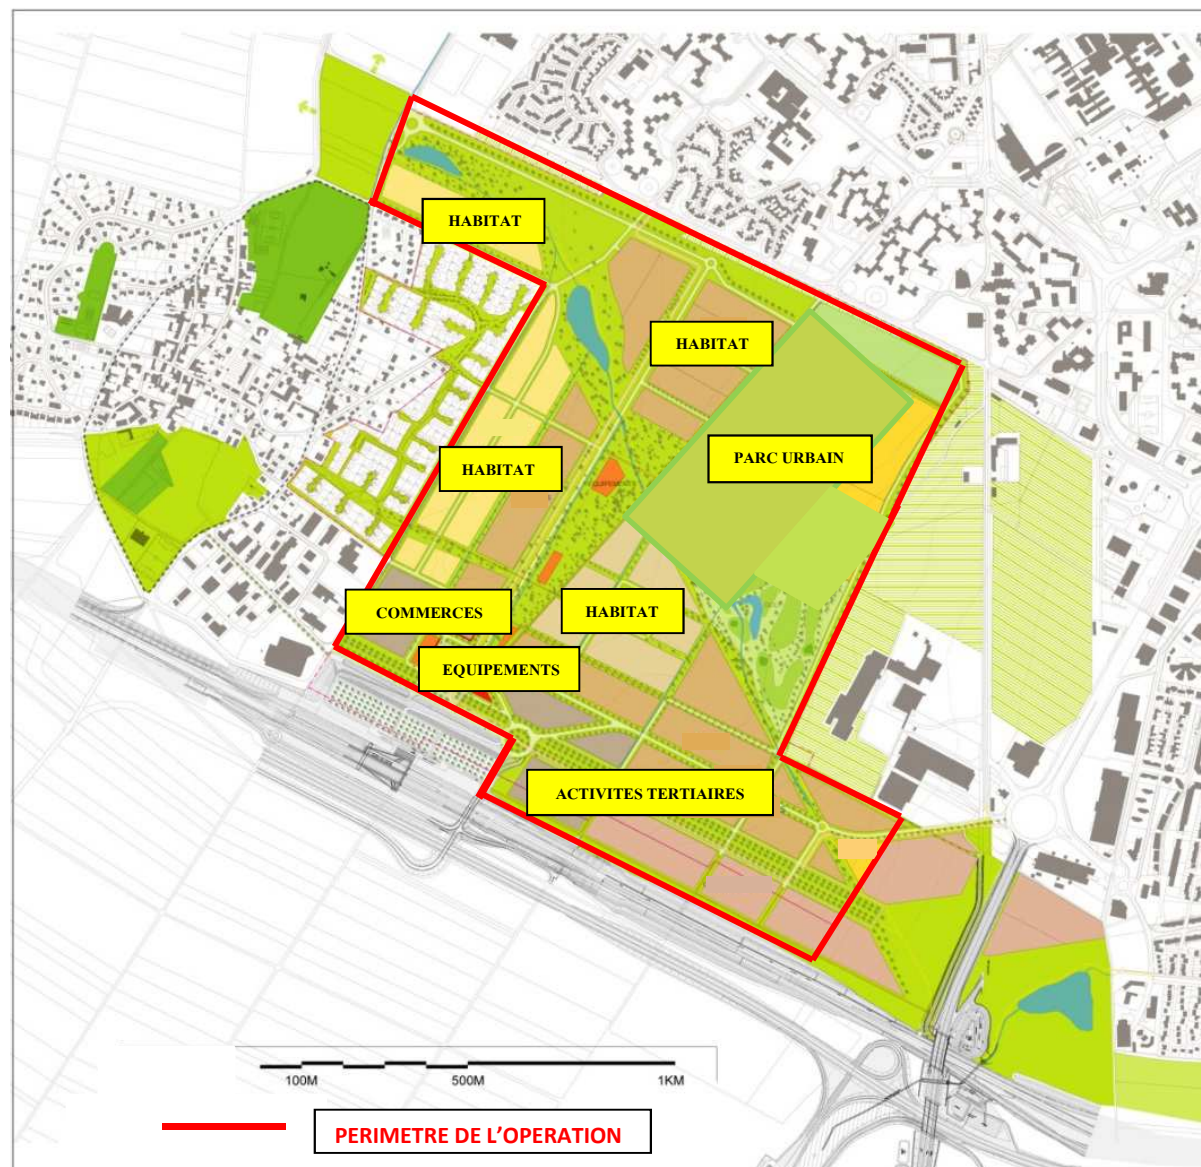 HABITAT
HABITAT
PARC URBAIN
HABITAT
COMMERCES
HABITAT
EQUIPEMENTS
ACTIVITES TERTIAIRES
100M 500M 1KM
PERIMETRE DE L’OPERATION